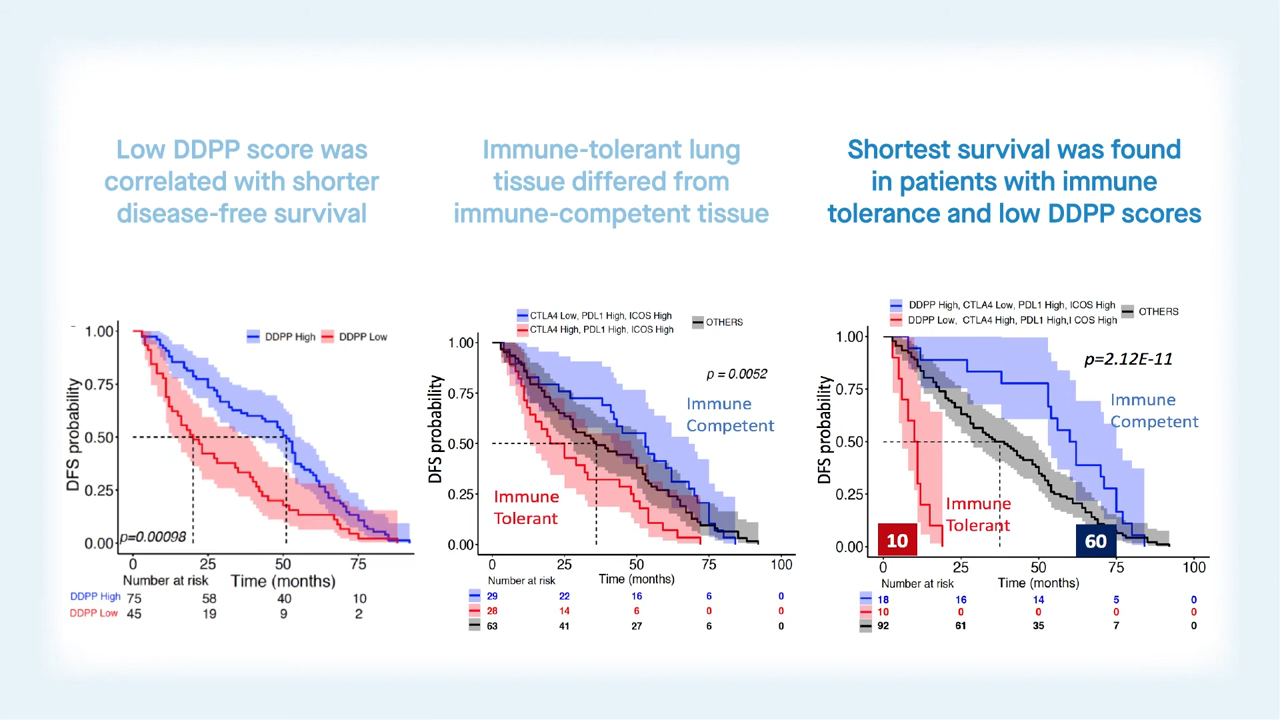 Low DDPP score was
correlated with shorter
disease-free survival
Immune-tolerant lung
tissue differed from
immune-competent tissue
Shortest survival was found
in patients with immune
tolerance and low DDPP scores
DDPP High DDPP Low
DFS probability
1.00
0.75
0.50
0.25
0.00
p=0.00098
0 25 50 75
Number at risk Time (months)
DDPP High 75 58 40 10
DDPP Low 45 19 9 2
CTLA4 Low, PDL1 High, ICOS High
CTLA4 High, PDL1 High, ICOS High
OTHERS
DFS probability
1.00
0.75
0.50
0.25
0.00
p = 0.0052
Immune
Competent
Immune
Tolerant
0 25 50 75 100
Number at risk Time (months)
29 22 16 6 0
28 14 6 0 0
63 41 27 6 0
DDPP High, CTLA4 Low, PDL1 High, ICOS High
DDPP Low, CTLA4 High, PDL1 High,I COS High
OTHERS
DFS probability
1.00
0.75
0.50
0.25
0.00
p=2.12E-11
Immune
Competent
Immune
Tolerant
10
60
0 25 50 75 100
Number at risk Time (months)
18 16 14 5 0
10 0 0 0 0
92 61 35 7 0